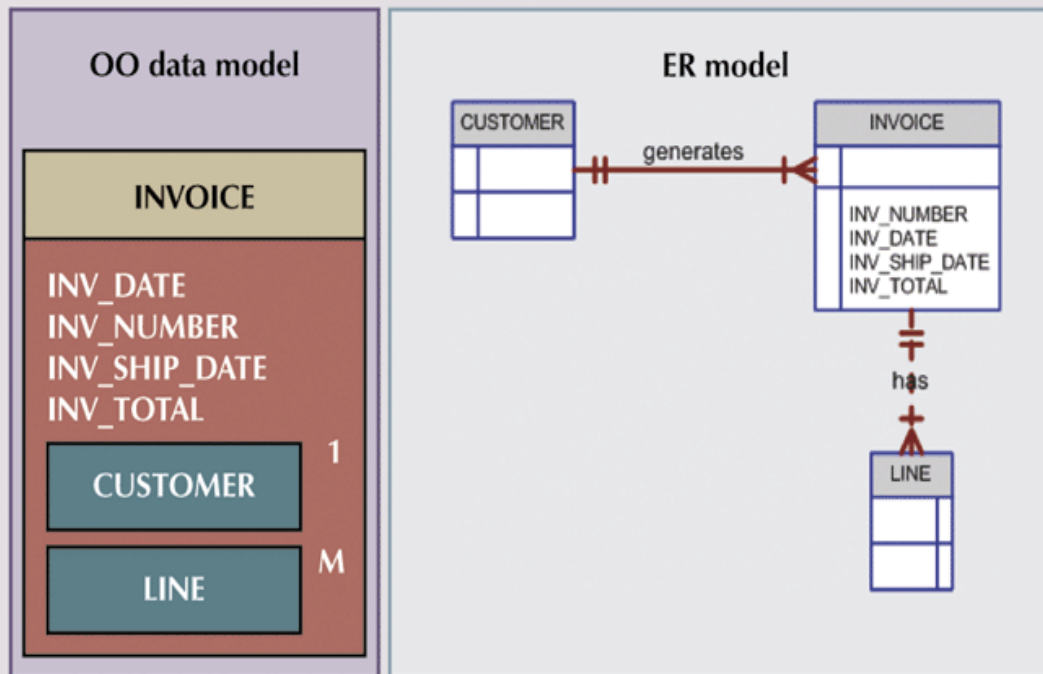 OO data model
INVOICE
INV_DATE
INV_NUMBER
INV_SHIP_DATE
INV_TOTAL
CUSTOMER
1
LINE
M
ER model
CUSTOMER
generates
INVOICE
INV_NUMBER
INV_DATE
INV_SHIP_DATE
INV_TOTAL
has
LINE